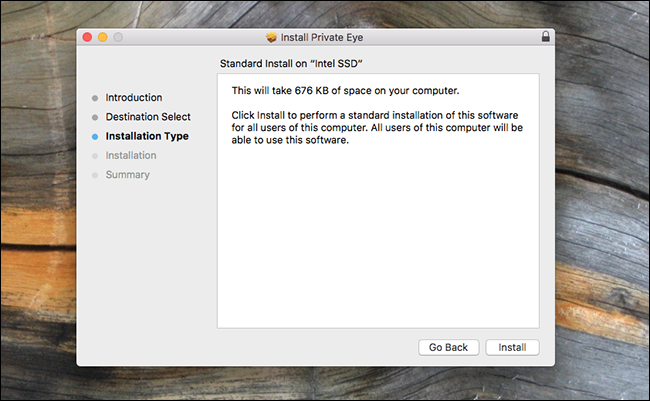 Install Private Eye
Standard Install on “Intel SSD”
Introduction
Destination Select
Installation Type
Installation
Summary
This will take 676 KB of space on your computer.
Click Install to perform a standard installation of this software
for all users of this computer. All users of this computer will be
able to use this software.
Go Back
Install